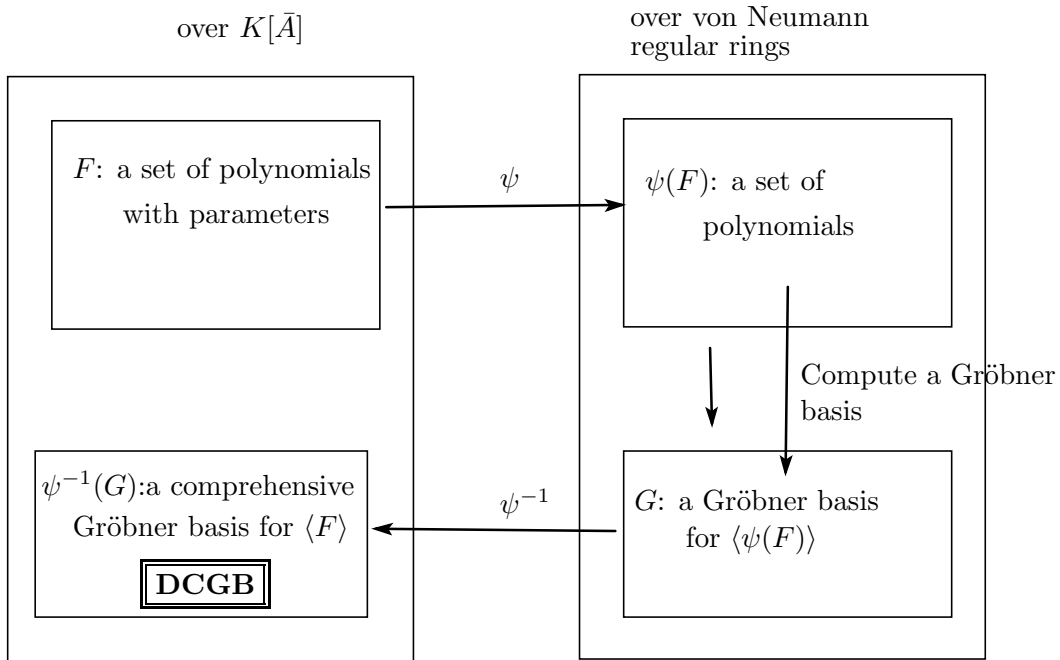 over K[Ā]
over von Neumann
regular rings
F: a set of polynomials
with parameters
ψ
ψ(F): a set of
polynomials
Compute a Gröbner
basis
ψ⁻¹(G):a comprehensive
Gröbner basis for ⟨F⟩
DCGB
ψ⁻¹
G: a Gröbner basis
for ⟨ψ(F)⟩